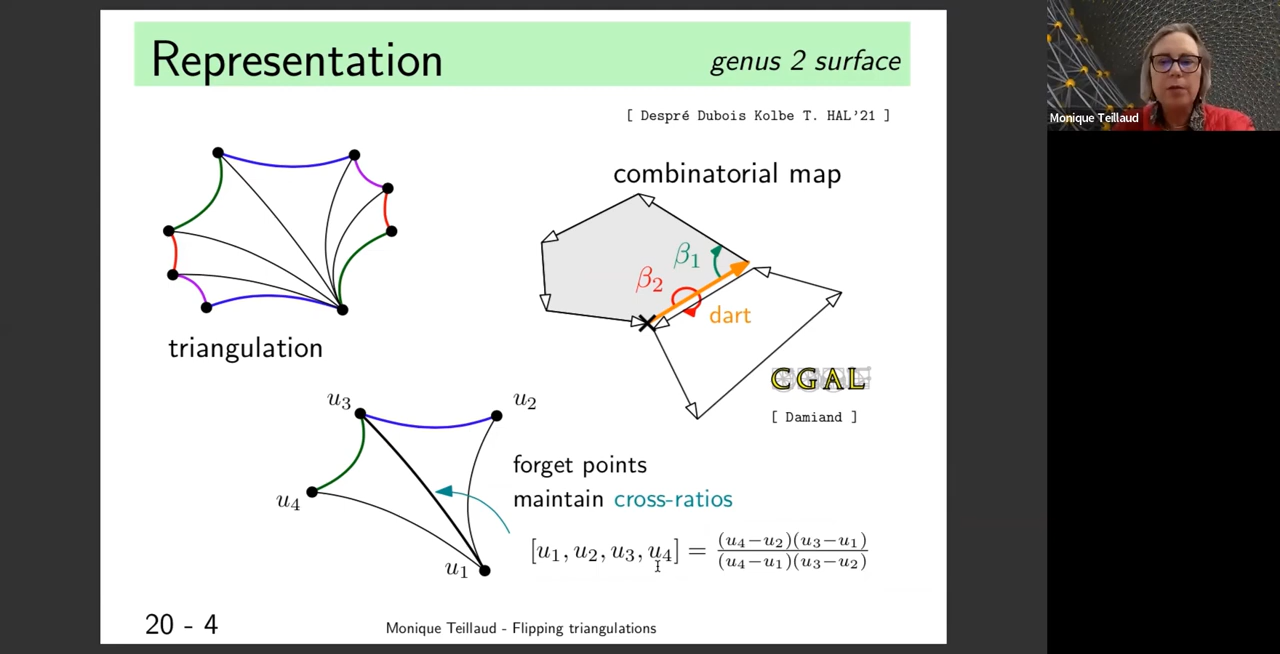 Representation
genus 2 surface
[ Despré Dubois Kolbe T. HAL'21 ]
combinatorial map
β₁
β₂
dart
triangulation
CGAL
[ Damiand ]
u₃
u₂
u₄
u₁
forget points
maintain cross-ratios
[u₁, u₂, u₃, u₄] = (u₄−u₂)(u₃−u₁) / (u₄−u₁)(u₃−u₂)
20 - 4
Monique Teillaud - Flipping triangulations
Monique Teillaud